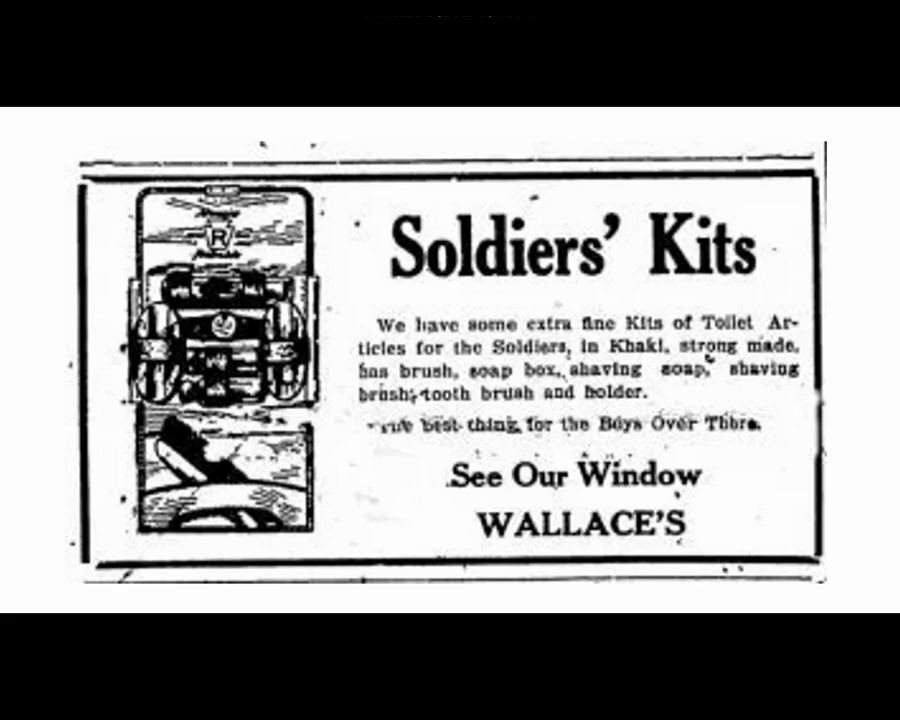 R
Soldiers' Kits
We have some extra fine Kits of Toilet Ar-
ticles for the Soldiers, in Khaki, strong made,
has brush, soap box, shaving soap, shaving
brush, tooth brush and holder.
best thing for the Boys Over There.
See Our Window
WALLACE'S